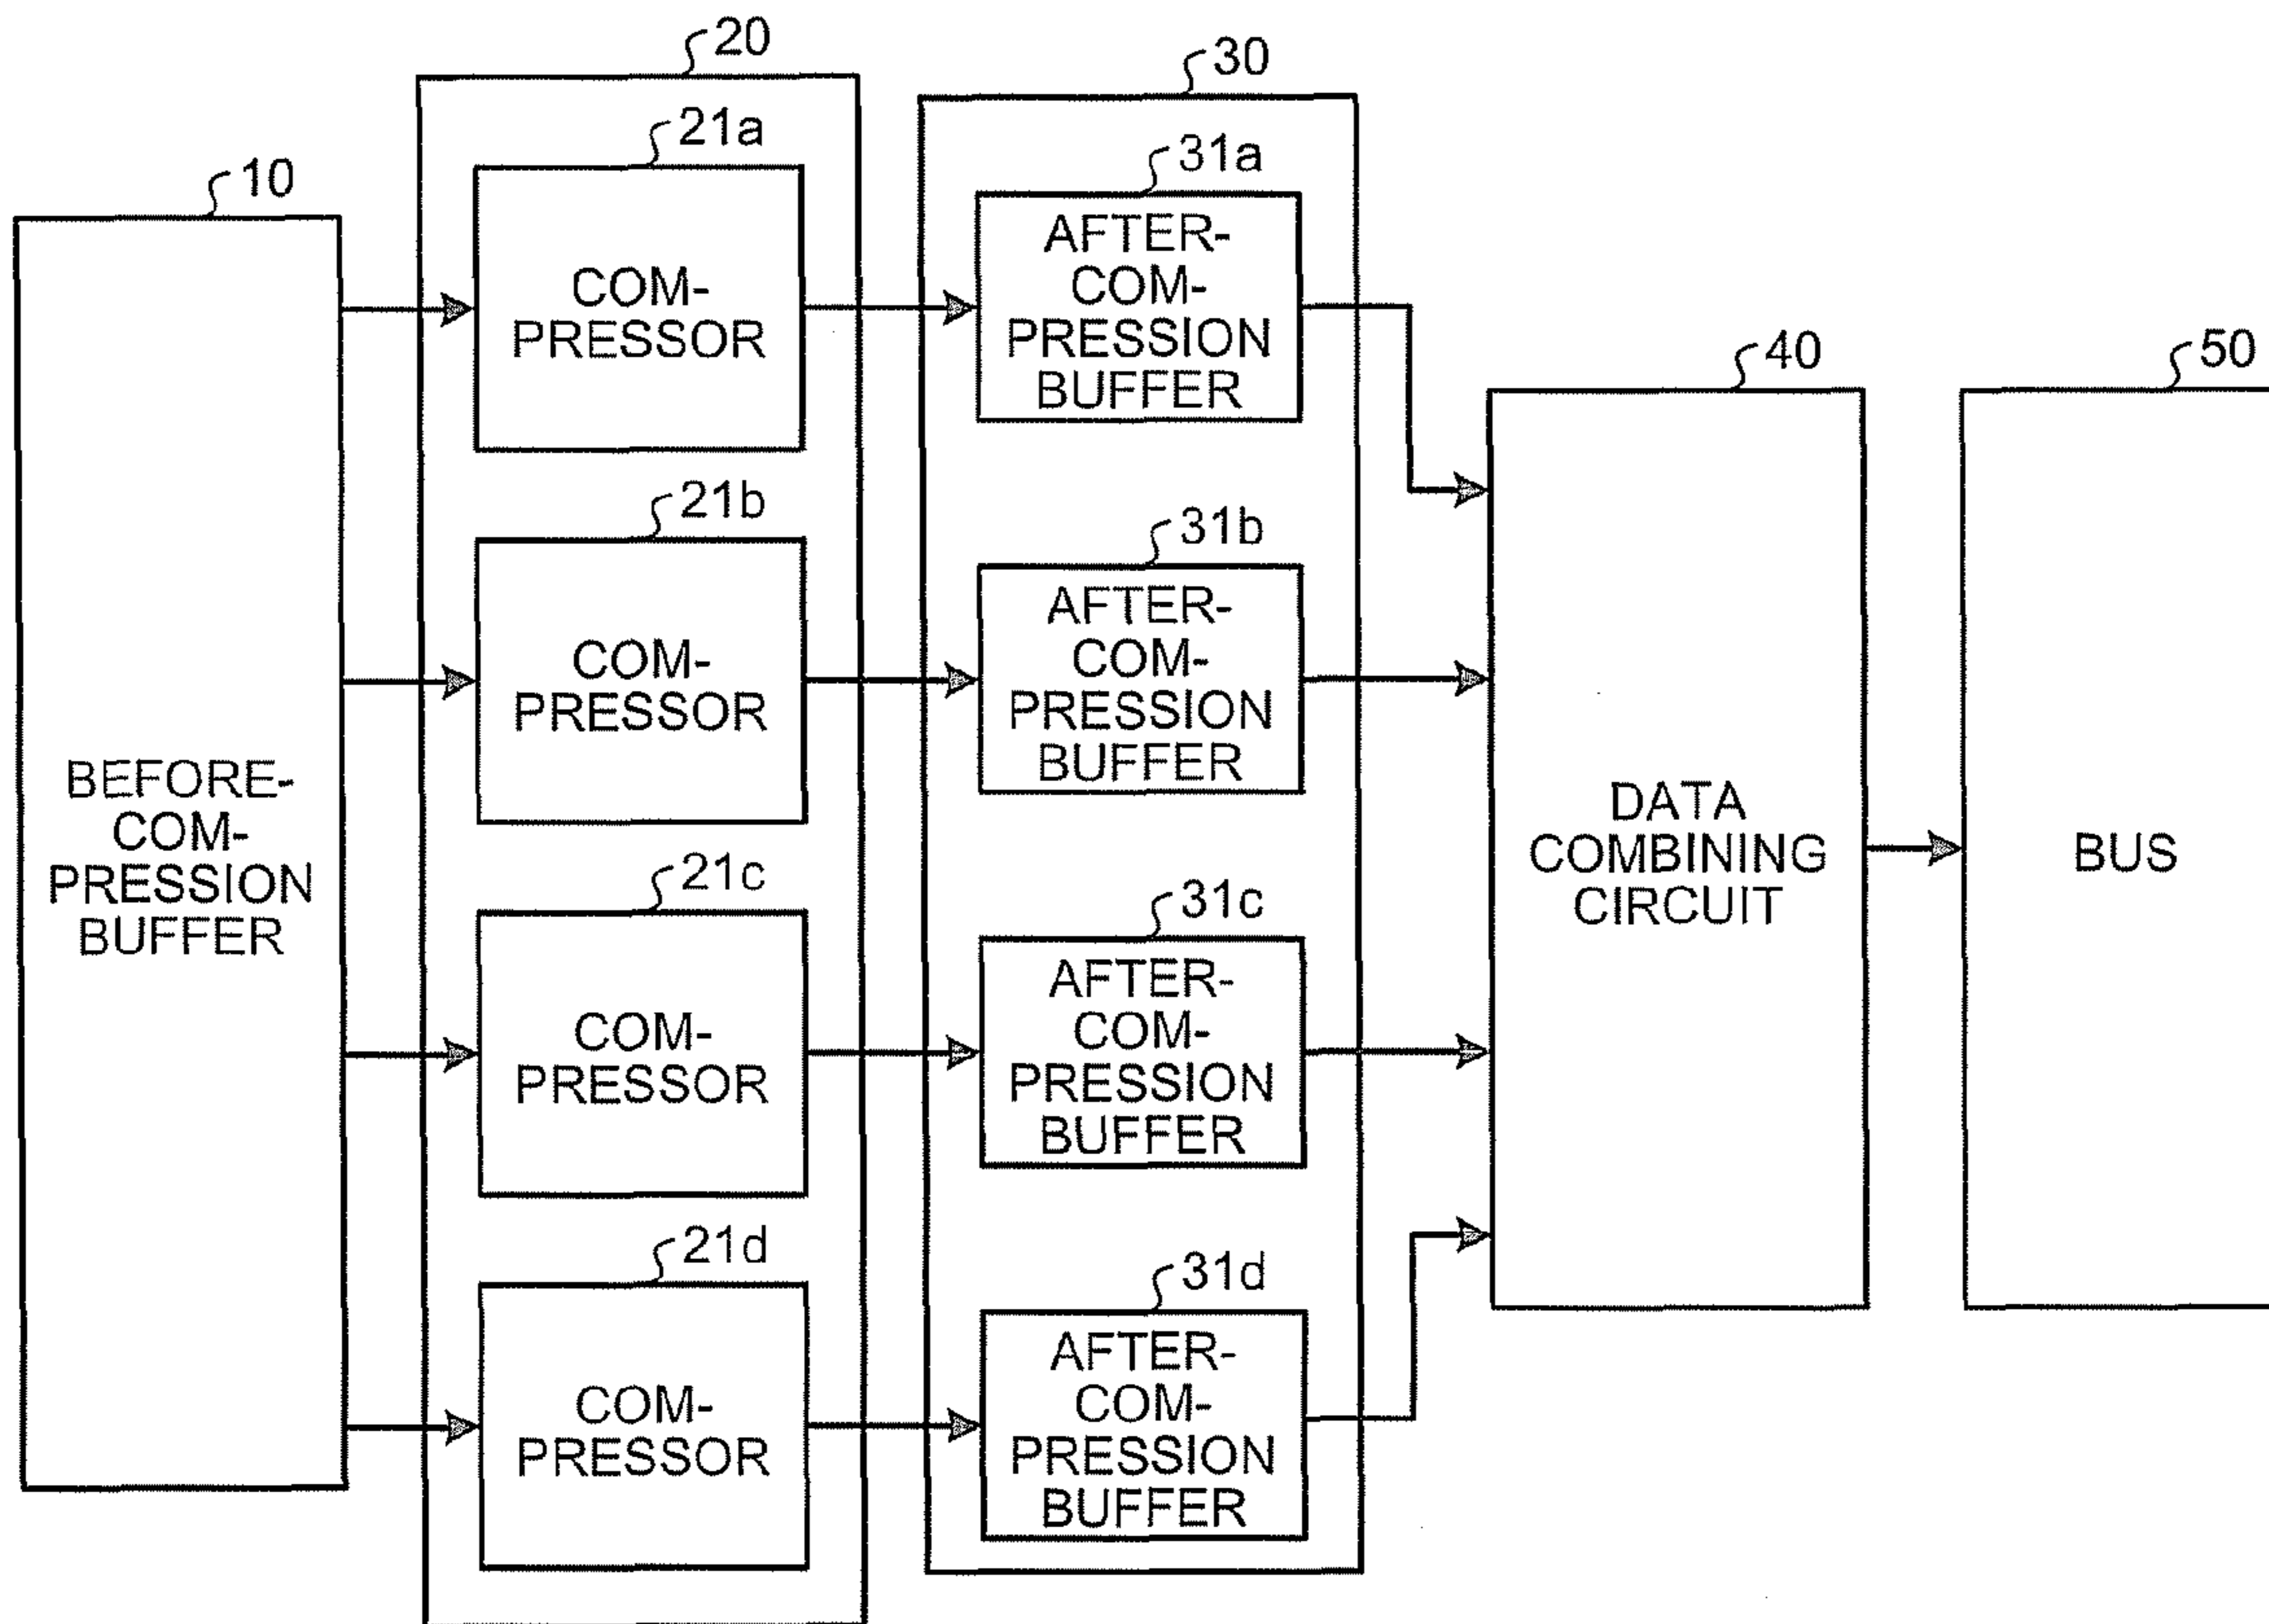 20
30
21a
31a
10
AFTER-
COM-
PRESSION
BUFFER
COM-
PRESSOR
40
50
21b
31b
AFTER-
COM-
PRESSION
BUFFER
COM-
PRESSOR
BEFORE-
COM-
PRESSION
BUFFER
DATA
COMBINING
CIRCUIT
BUS
21c
31c
AFTER-
COM-
PRESSION
BUFFER
COM-
PRESSOR
21d
31d
AFTER-
COM-
PRESSION
BUFFER
COM-
PRESSOR